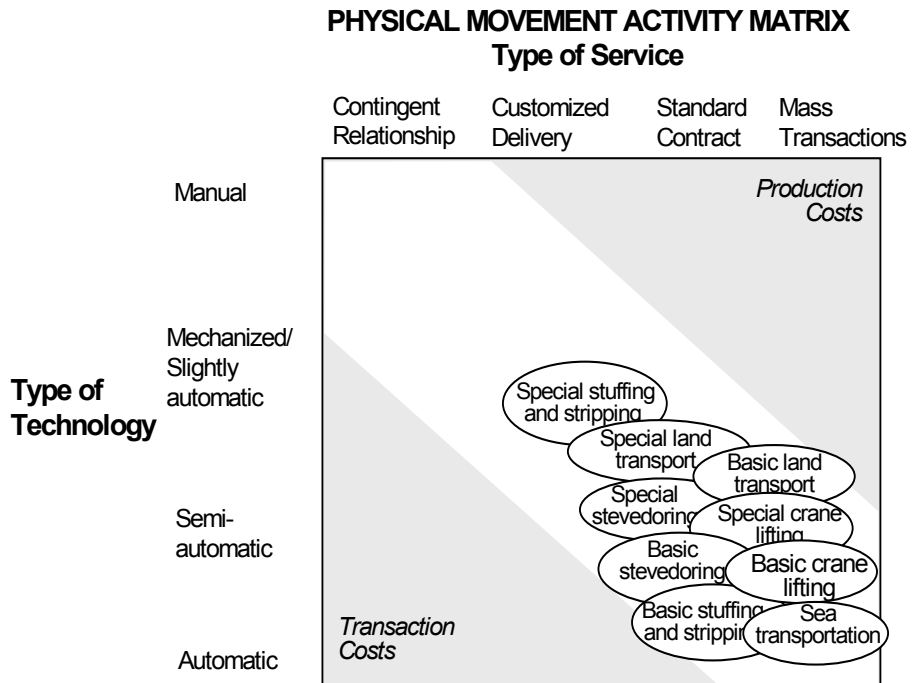 PHYSICAL MOVEMENT ACTIVITY MATRIX
Type of Service
Contingent
Relationship
Customized
Delivery
Standard
Contract
Mass
Transactions
Manual
Production
Costs
Mechanized/
Slightly
automatic
Type of
Technology
Special stuffing
and stripping
Special land
transport
Basic land
transport
Special
stevedoring
Special crane
lifting
Semi-
automatic
Basic
stevedoring
Basic crane
lifting
Basic stuffing
and strippin
Sea
transportation
Transaction
Costs
Automatic